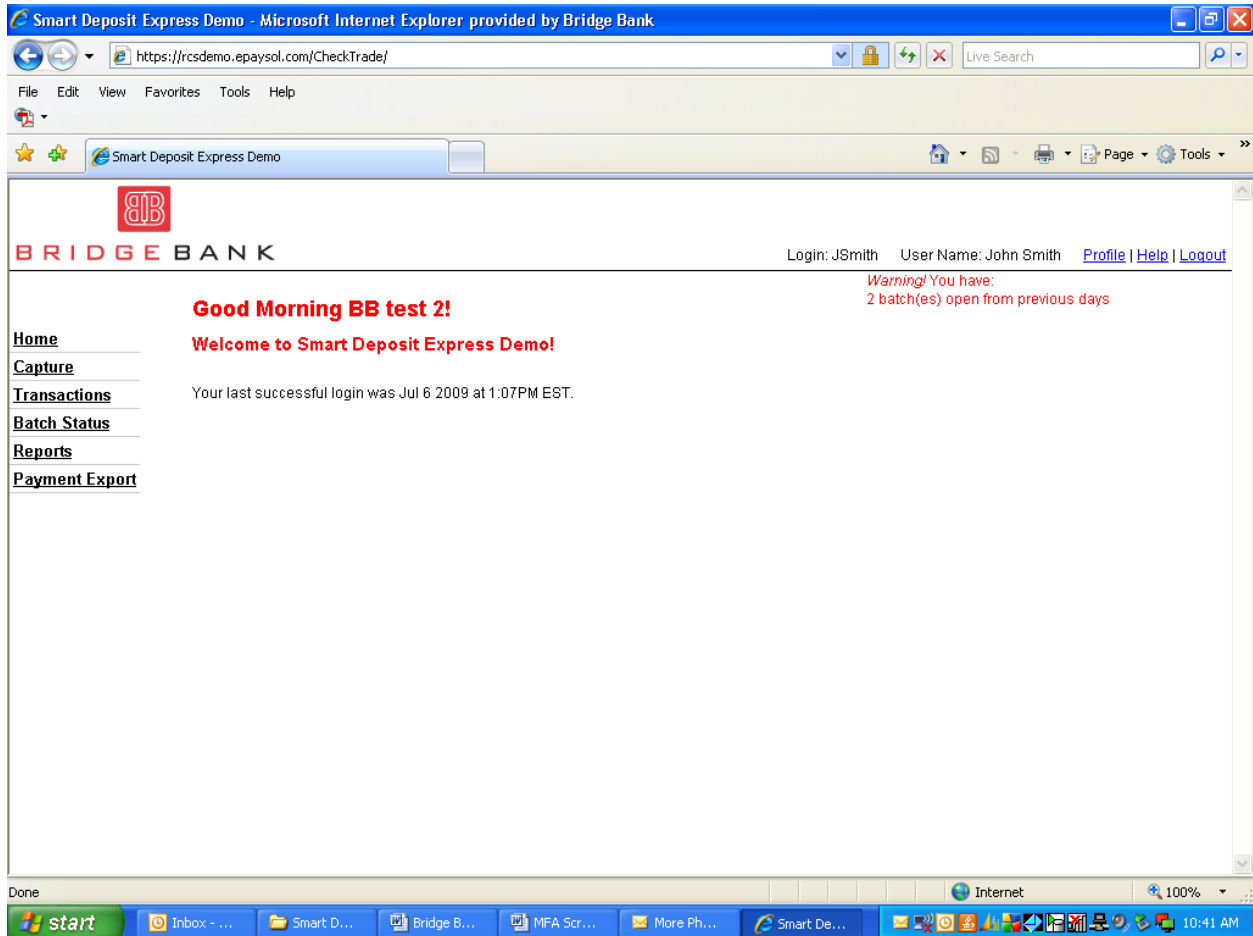 Smart Deposit Express Demo - Microsoft Internet Explorer provided by Bridge Bank
https://rcsdemo.epaysol.com/CheckTrade/
Live Search
File Edit View Favorites Tools Help
Smart Deposit Express Demo
Page Tools
BRIDGE BANK
Login: JSmith User Name: John Smith Profile | Help | Logout
Warning! You have:
2 batch(es) open from previous days
Good Morning BB test 2!
Welcome to Smart Deposit Express Demo!
Your last successful login was Jul 6 2009 at 1:07PM EST.
Home
Capture
Transactions
Batch Status
Reports
Payment Export
Done
Internet
100%
start
Inbox - ...
Smart D...
Bridge B...
MFA Scr...
More Ph...
Smart De...
10:41 AM